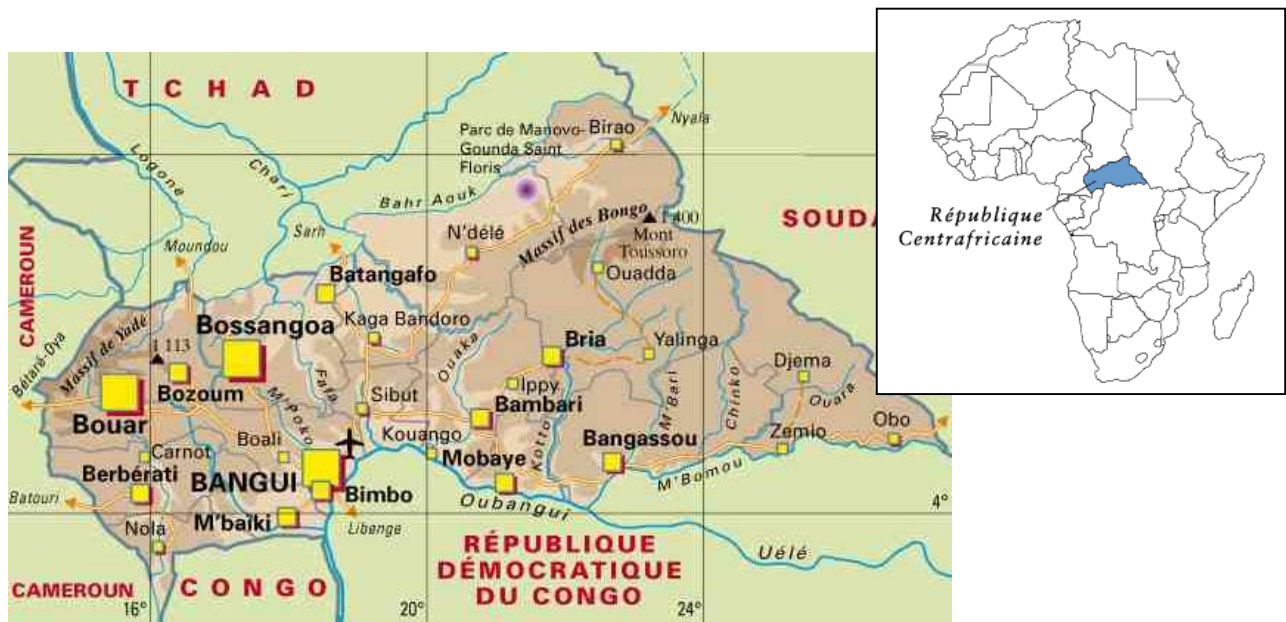 TCHAD
Parc de Manovo-
Gounda Saint
Floris
Birao
Nyala
Logone
Chari
Bahr Aouk
Massif des Bongo
1 400
Mont
Toussoro
SOUDA
Moundou
Sarh
N'délé
Ouadda
CAMEROUN
Batangafo
Massif de Yadé
1 113
Bossangoa
Kaga Bandoro
Ouaka
Bria
Yalinga
Djema
Bétaré-Oya
Bozoum
Fafa
Ippy
M'Bari
Chinko
Ouara
Bouar
M'Poko
Sibut
Bambari
Obo
Carnot
Boali
Kouango
Kotto
Bangassou
Zemio
Berbérati
BANGUI
Mobaye
M'Bomou
Batouri
Bimbo
Oubangui
4°
Nola
M'baïki
Libenge
Uélé
CAMEROUN
CONGO
RÉPUBLIQUE
DÉMOCRATIQUE
DU CONGO
16°
20°
24°
République
Centrafricaine